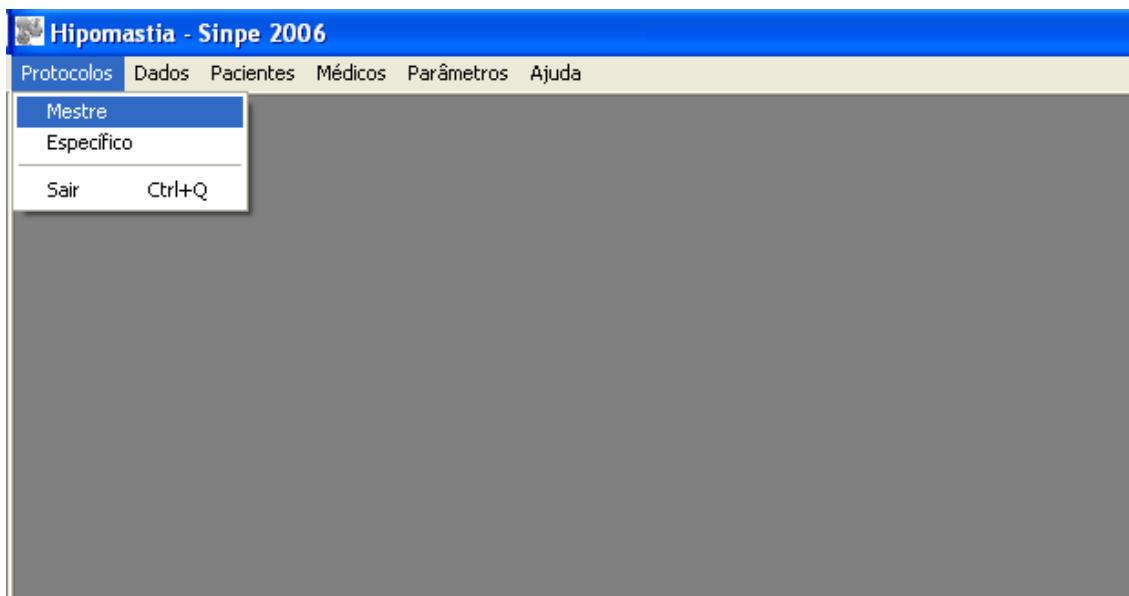 Hipomastia - Sinpe 2006
Protocolos Dados Pacientes Médicos Parâmetros Ajuda
Mestre
Específico
Sair Ctrl+Q